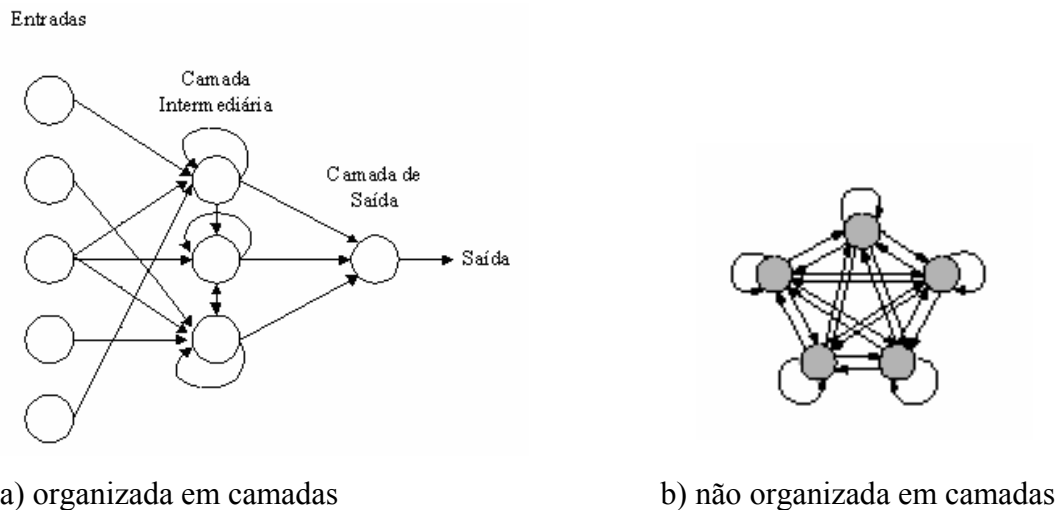 Entradas
Camada
Intermediária
Camada de
Saída
Saída
a) organizada em camadas
b) não organizada em camadas